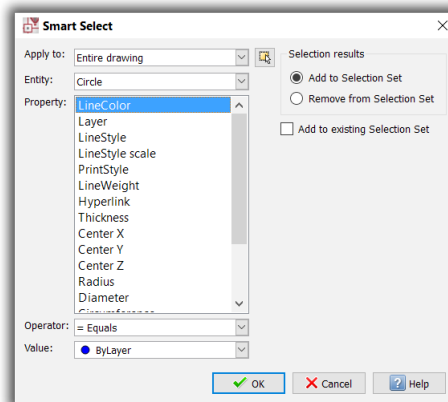 Smart Select
Apply to: Entire drawing
Entity: Circle
Property: LineColor
Layer
LineStyle
LineStyle scale
PrintStyle
LineWeight
Hyperlink
Thickness
Center X
Center Y
Center Z
Radius
Diameter
Circumference
Operator: = Equals
Value: ByLayer
Selection results
Add to Selection Set
Remove from Selection Set
Add to existing Selection Set
OK
Cancel
Help